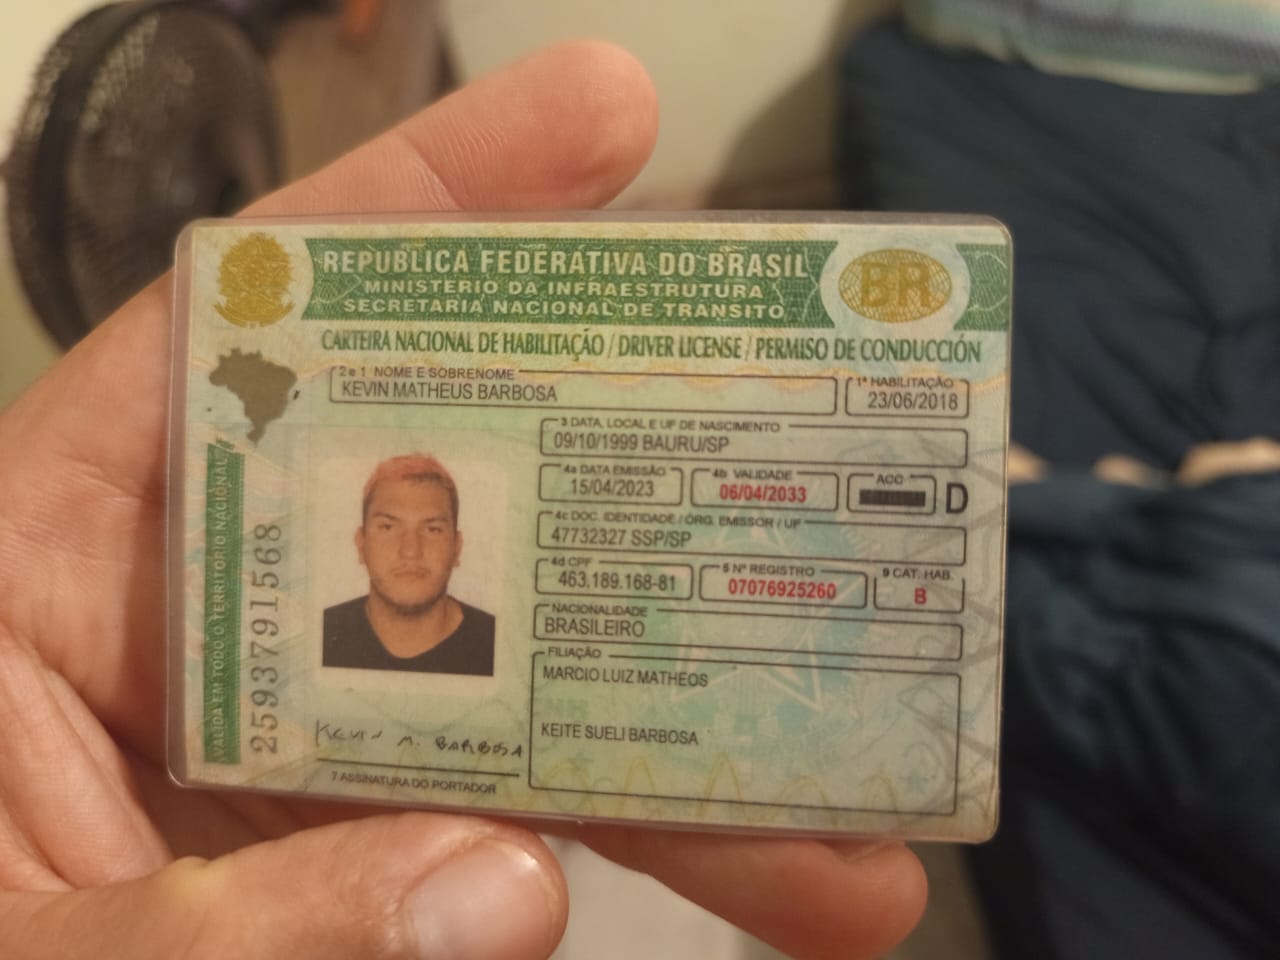 REPÚBLICA FEDERATIVA DO BRASIL
MINISTÉRIO DA INFRAESTRUTURA
SECRETARIA NACIONAL DE TRÂNSITO
BR
CARTEIRA NACIONAL DE HABILITAÇÃO / DRIVER LICENSE / PERMISO DE CONDUCCIÓN
2 e 1 NOME E SOBRENOME
KEVIN MATHEUS BARBOSA
1ª HABILITAÇÃO
23/06/2018
3 DATA, LOCAL E UF DE NASCIMENTO
09/10/1999 BAURU/SP
4a DATA EMISSÃO
15/04/2023
4b VALIDADE
06/04/2033
ACC
D
4c DOC. IDENTIDADE / ÓRG. EMISSOR / UF
47732327 SSP/SP
4d CPF
463.189.168-81
5 Nº REGISTRO
07076925260
9 CAT. HAB.
B
NACIONALIDADE
BRASILEIRO
FILIAÇÃO
MARCIO LUIZ MATHEOS
KEITE SUELI BARBOSA
KEVIN M. BARBOSA
7 ASSINATURA DO PORTADOR
VÁLIDA EM TODO O TERRITÓRIO NACIONAL
2593791568